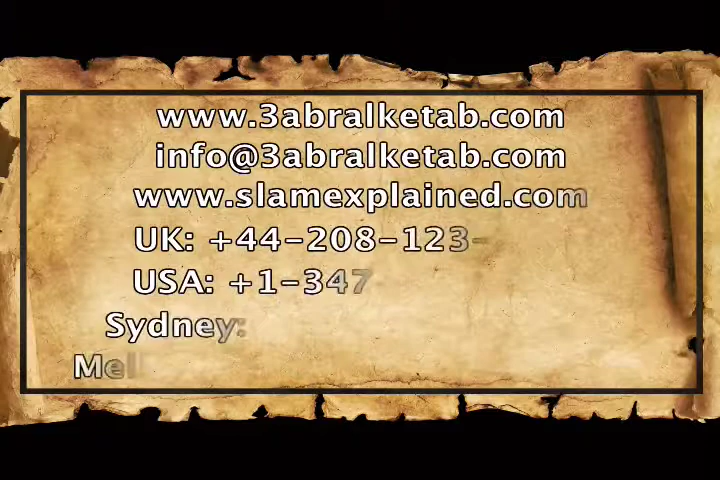 www.3abralketab.com
info@3abralketab.com
www.slamexplained.com
UK: +44-208-123-
USA: +1-347
Sydney: